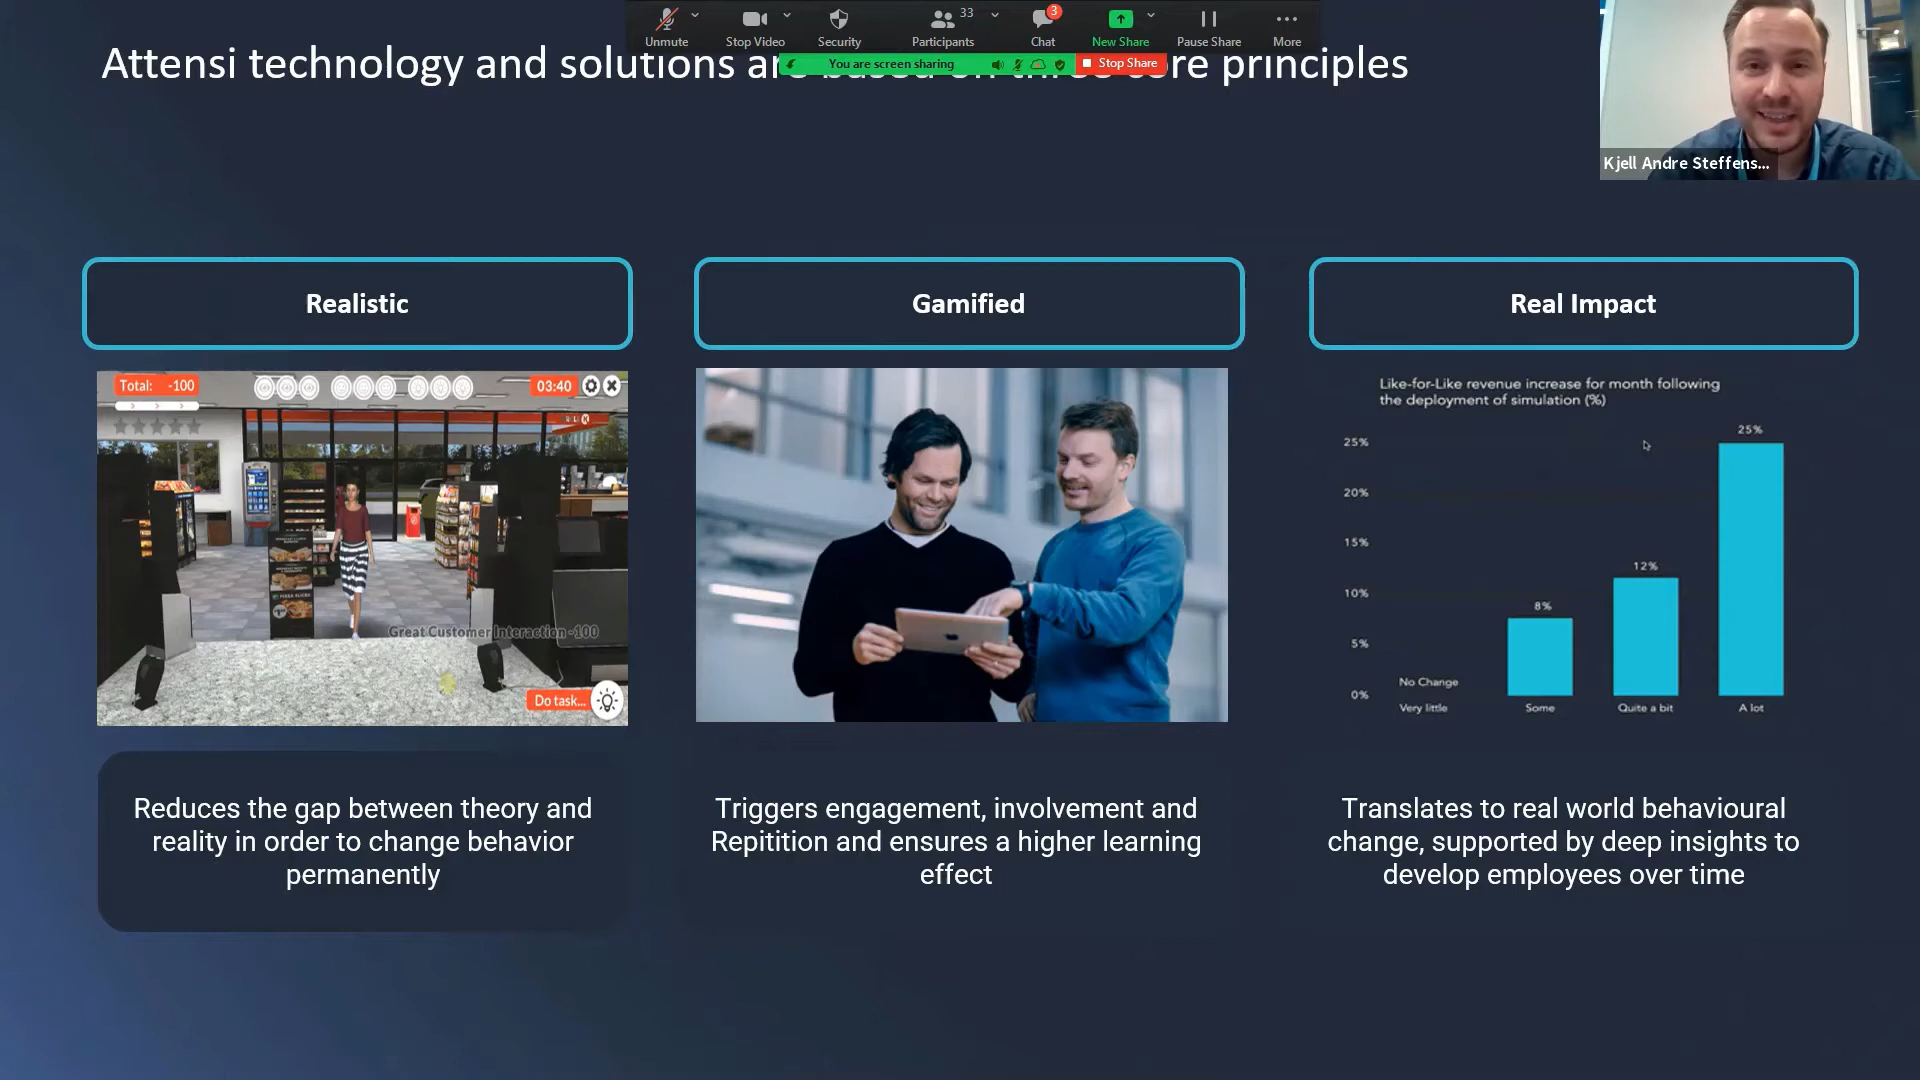 Unmute
Stop Video
Security
Participants
33
Chat
3
New Share
Pause Share
More
You are screen sharing
Stop Share
Attensi technology and solutions are based on three core principles
Kjell Andre Steffens...
Realistic
Gamified
Real Impact
Total: -100
03:40
Great Customer Interaction -100
Do task...
Like-for-Like revenue increase for month following
the deployment of simulation (%)
25%
20%
15%
10%
5%
0%
25%
12%
8%
No Change
Very little
Some
Quite a bit
A lot
Reduces the gap between theory and
reality in order to change behavior
permanently
Triggers engagement, involvement and
Repitition and ensures a higher learning
effect
Translates to real world behavioural
change, supported by deep insights to
develop employees over time